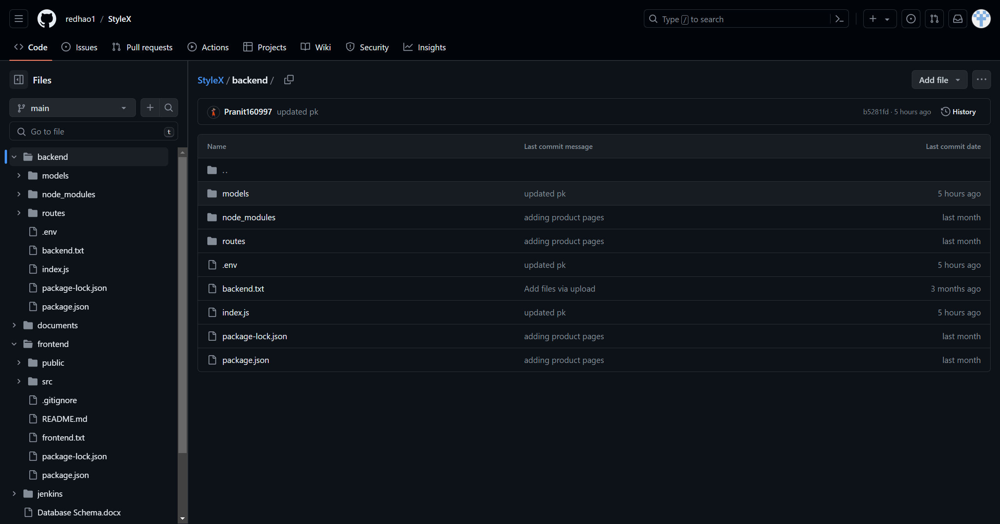 redhao1 / StyleX
Type / to search
Code Issues Pull requests Actions Projects Wiki Security Insights
Files
main
Go to file t
backend
models
node_modules
routes
.env
backend.txt
index.js
package-lock.json
package.json
documents
frontend
public
src
.gitignore
README.md
frontend.txt
package-lock.json
package.json
jenkins
Database Schema.docx
StyleX / backend /
Add file
Pranit160997 updated pk b5281fd · 5 hours ago History
Name Last commit message Last commit date
..
models updated pk 5 hours ago
node_modules adding product pages last month
routes adding product pages last month
.env updated pk 5 hours ago
backend.txt Add files via upload 3 months ago
index.js updated pk 5 hours ago
package-lock.json adding product pages last month
package.json adding product pages last month